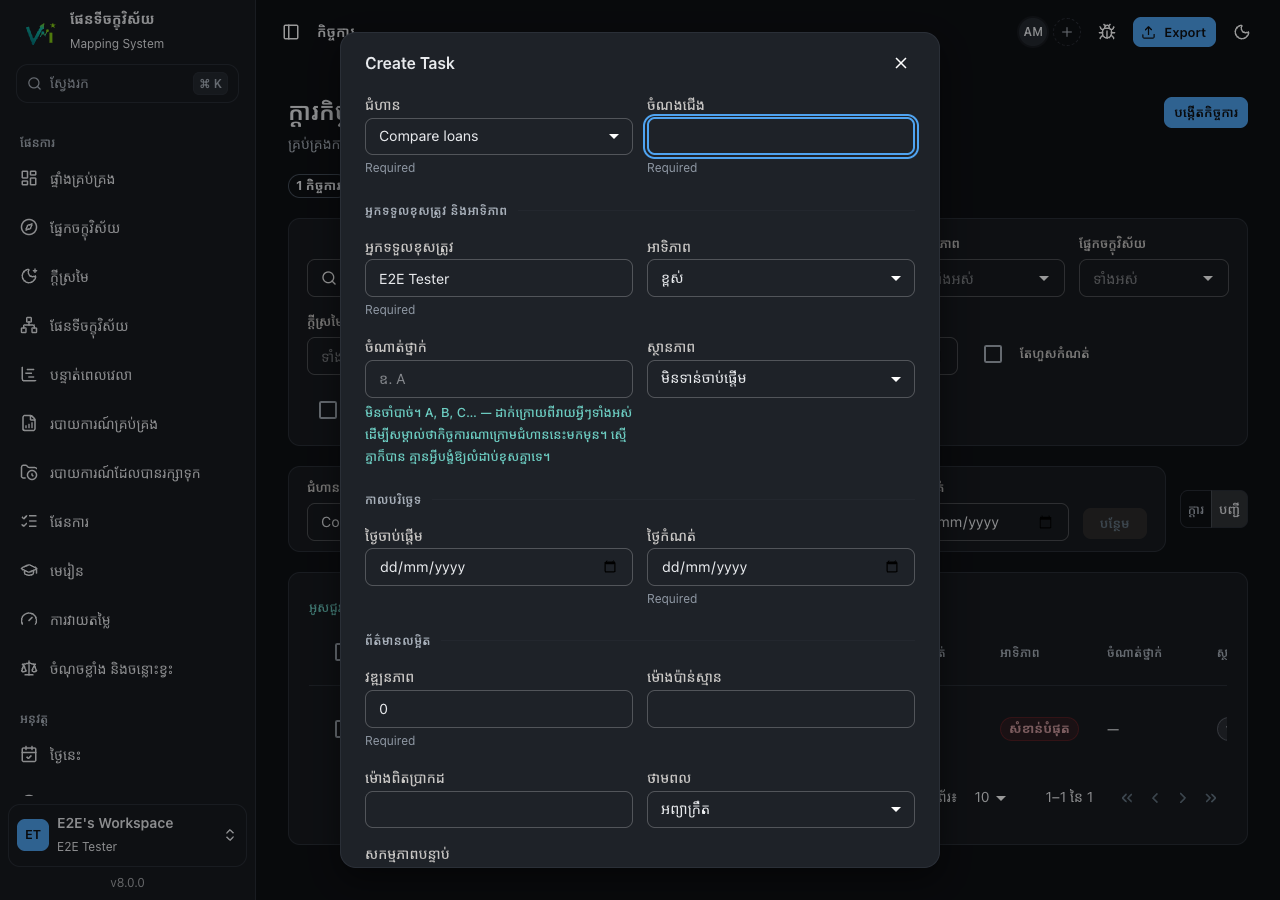 ផែនទីចក្ខុវិស័យ
Mapping System
ស្វែងរក
⌘ K
ផែនការ
ផ្ទាំងគ្រប់គ្រង
ផ្នែកចក្ខុវិស័យ
ក្ដីស្រមៃ
ផែនទីចក្ខុវិស័យ
បន្ទាត់ពេលវេលា
របាយការណ៍គ្រប់គ្រង
របាយការណ៍ដែលបានរក្សាទុក
ផែនការ
មេរៀន
ការវាយតម្លៃ
ចំណុចខ្លាំង និងចន្លោះខ្វះ
អនុវត្ត
ថ្ងៃនេះ
ET
E2E's Workspace
E2E Tester
v8.0.0
កិច្ចការ
AM
Export
បង្កើតកិច្ចការ
1 កិច្ចការ
ផ្នែកចក្ខុវិស័យ
ទាំងអស់
តែហួសកំណត់
ជំហាន
mm/yyyy
បន្ថែម
ក្ដារ
បញ្ជី
អាទិភាព
ចំណាត់ថ្នាក់
សំខាន់បំផុត
—
10
1–1 នៃ 1
Create Task
ជំហាន
ចំណងជើង
Compare loans
Required
Required
អ្នកទទួលខុសត្រូវ និងអាទិភាព
អ្នកទទួលខុសត្រូវ
អាទិភាព
E2E Tester
ខ្ពស់
Required
ចំណាត់ថ្នាក់
ស្ថានភាព
ឧ. A
មិនទាន់ចាប់ផ្ដើម
មិនចាំបាច់។ A, B, C… — ដាក់ក្រោយពីរាយអ្វីៗទាំងអស់
ដើម្បីសម្គាល់ថាកិច្ចការណាក្រោមជំហាននេះមកមុន។ ស្មើ
គ្នាក៏បាន គ្មានអ្វីបង្ខំឱ្យលំដាប់ខុសគ្នាទេ។
កាលបរិច្ឆេទ
ថ្ងៃចាប់ផ្ដើម
ថ្ងៃកំណត់
dd/mm/yyyy
dd/mm/yyyy
Required
ព័ត៌មានលម្អិត
វឌ្ឍនភាព
ម៉ោងប៉ាន់ស្មាន
0
Required
ម៉ោងពិតប្រាកដ
ថាមពល
អព្យាក្រឹត
សកម្មភាពបន្ទាប់